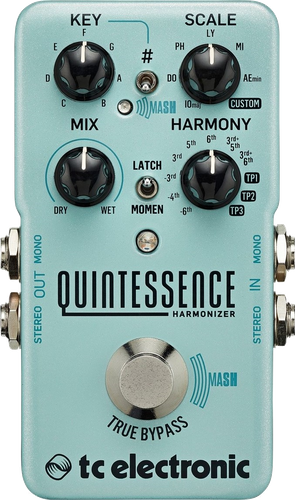 KEY
SCALE
F
E
G
D
A
C
B
#
MASH
LY
PH
MI
DO
AEmin
10maj
CUSTOM
MIX
HARMONY
DRY
WET
LATCH
MOMEN
6th
5th
3rd+
5th
3rd
3rd+
6th
-3rd
TP1
-4th
TP2
-6th
TP3
STEREO OUT MONO
STEREO IN MONO
QUINTESSENCE
HARMONIZER
MASH
TRUE BYPASS
tc electronic